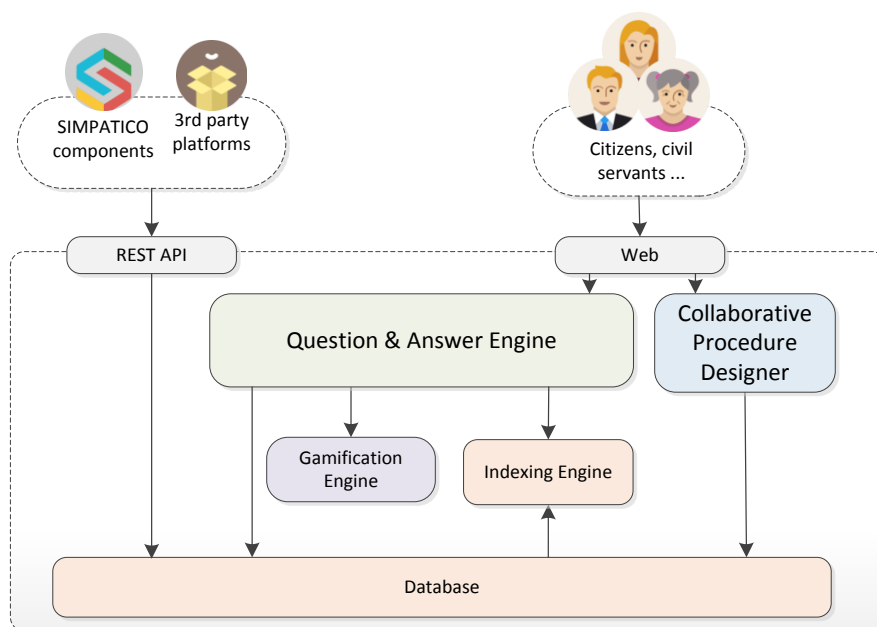 SIMPATICO
components
3rd party
platforms
Citizens, civil
servants ...
REST API
Web
Question & Answer Engine
Collaborative
Procedure
Designer
Gamification
Engine
Indexing Engine
Database